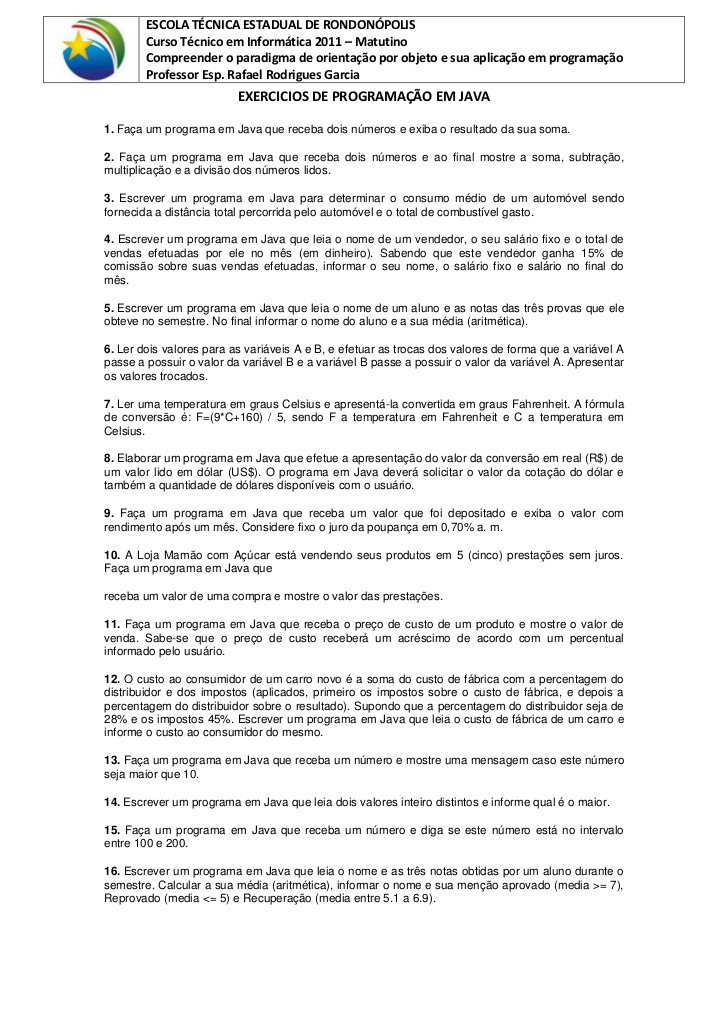 ESCOLA TÉCNICA ESTADUAL DE RONDONÓPOLIS
Curso Técnico em Informática 2011 – Matutino
Compreender o paradigma de orientação por objeto e sua aplicação em programação
Professor Esp. Rafael Rodrigues Garcia
EXERCICIOS DE PROGRAMAÇÃO EM JAVA
1. Faça um programa em Java que receba dois números e exiba o resultado da sua soma.
2. Faça um programa em Java que receba dois números e ao final mostre a soma, subtração,
multiplicação e a divisão dos números lidos.
3. Escrever um programa em Java para determinar o consumo médio de um automóvel sendo
fornecida a distância total percorrida pelo automóvel e o total de combustível gasto.
4. Escrever um programa em Java que leia o nome de um vendedor, o seu salário fixo e o total de
vendas efetuadas por ele no mês (em dinheiro). Sabendo que este vendedor ganha 15% de
comissão sobre suas vendas efetuadas, informar o seu nome, o salário fixo e salário no final do
mês.
5. Escrever um programa em Java que leia o nome de um aluno e as notas das três provas que ele
obteve no semestre. No final informar o nome do aluno e a sua média (aritmética).
6. Ler dois valores para as variáveis A e B, e efetuar as trocas dos valores de forma que a variável A
passe a possuir o valor da variável B e a variável B passe a possuir o valor da variável A. Apresentar
os valores trocados.
7. Ler uma temperatura em graus Celsius e apresentá-la convertida em graus Fahrenheit. A fórmula
de conversão é: F=(9*C+160) / 5, sendo F a temperatura em Fahrenheit e C a temperatura em
Celsius.
8. Elaborar um programa em Java que efetue a apresentação do valor da conversão em real (R$) de
um valor lido em dólar (US$). O programa em Java deverá solicitar o valor da cotação do dólar e
também a quantidade de dólares disponíveis com o usuário.
9. Faça um programa em Java que receba um valor que foi depositado e exiba o valor com
rendimento após um mês. Considere fixo o juro da poupança em 0,70% a. m.
10. A Loja Mamão com Açúcar está vendendo seus produtos em 5 (cinco) prestações sem juros.
Faça um programa em Java que
receba um valor de uma compra e mostre o valor das prestações.
11. Faça um programa em Java que receba o preço de custo de um produto e mostre o valor de
venda. Sabe-se que o preço de custo receberá um acréscimo de acordo com um percentual
informado pelo usuário.
12. O custo ao consumidor de um carro novo é a soma do custo de fábrica com a percentagem do
distribuidor e dos impostos (aplicados, primeiro os impostos sobre o custo de fábrica, e depois a
percentagem do distribuidor sobre o resultado). Supondo que a percentagem do distribuidor seja de
28% e os impostos 45%. Escrever um programa em Java que leia o custo de fábrica de um carro e
informe o custo ao consumidor do mesmo.
13. Faça um programa em Java que receba um número e mostre uma mensagem caso este número
seja maior que 10.
14. Escrever um programa em Java que leia dois valores inteiro distintos e informe qual é o maior.
15. Faça um programa em Java que receba um número e diga se este número está no intervalo
entre 100 e 200.
16. Escrever um programa em Java que leia o nome e as três notas obtidas por um aluno durante o
semestre. Calcular a sua média (aritmética), informar o nome e sua menção aprovado (media >= 7),
Reprovado (media <= 5) e Recuperação (media entre 5.1 a 6.9).